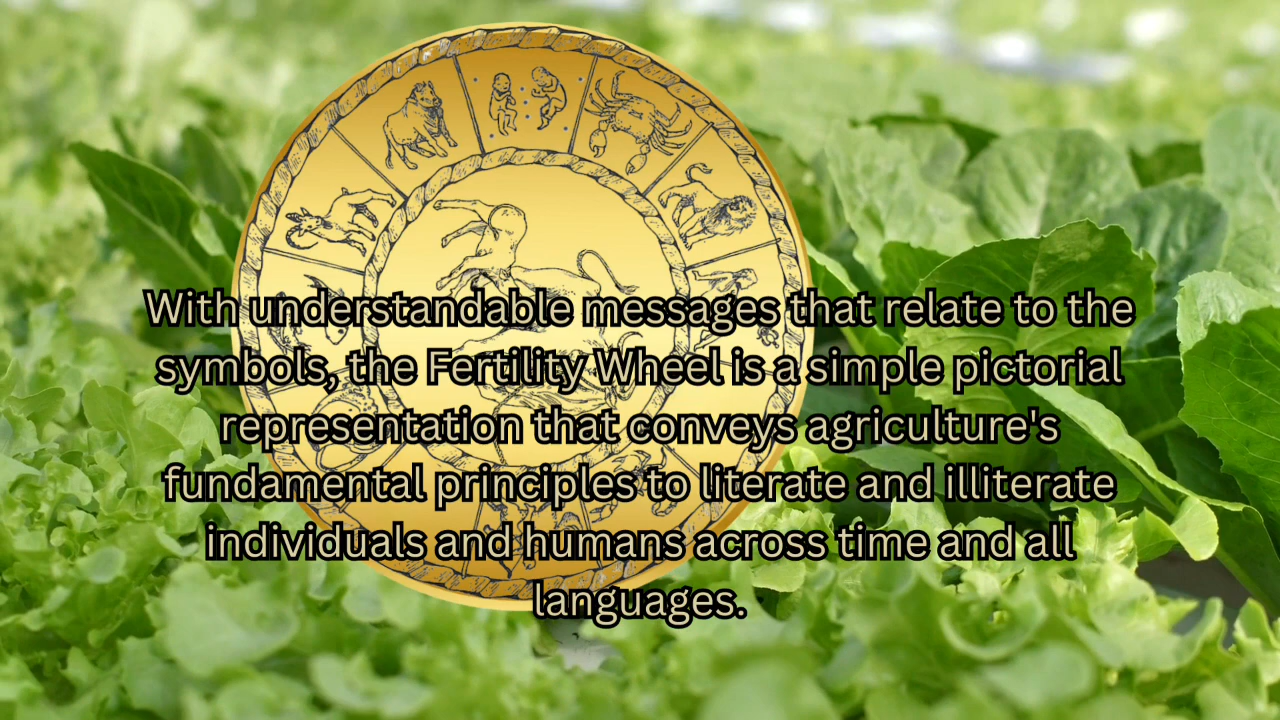 With understandable messages that relate to the
symbols, the Fertility Wheel is a simple pictorial
representation that conveys agriculture's
fundamental principles to literate and illiterate
individuals and humans across time and all
languages.